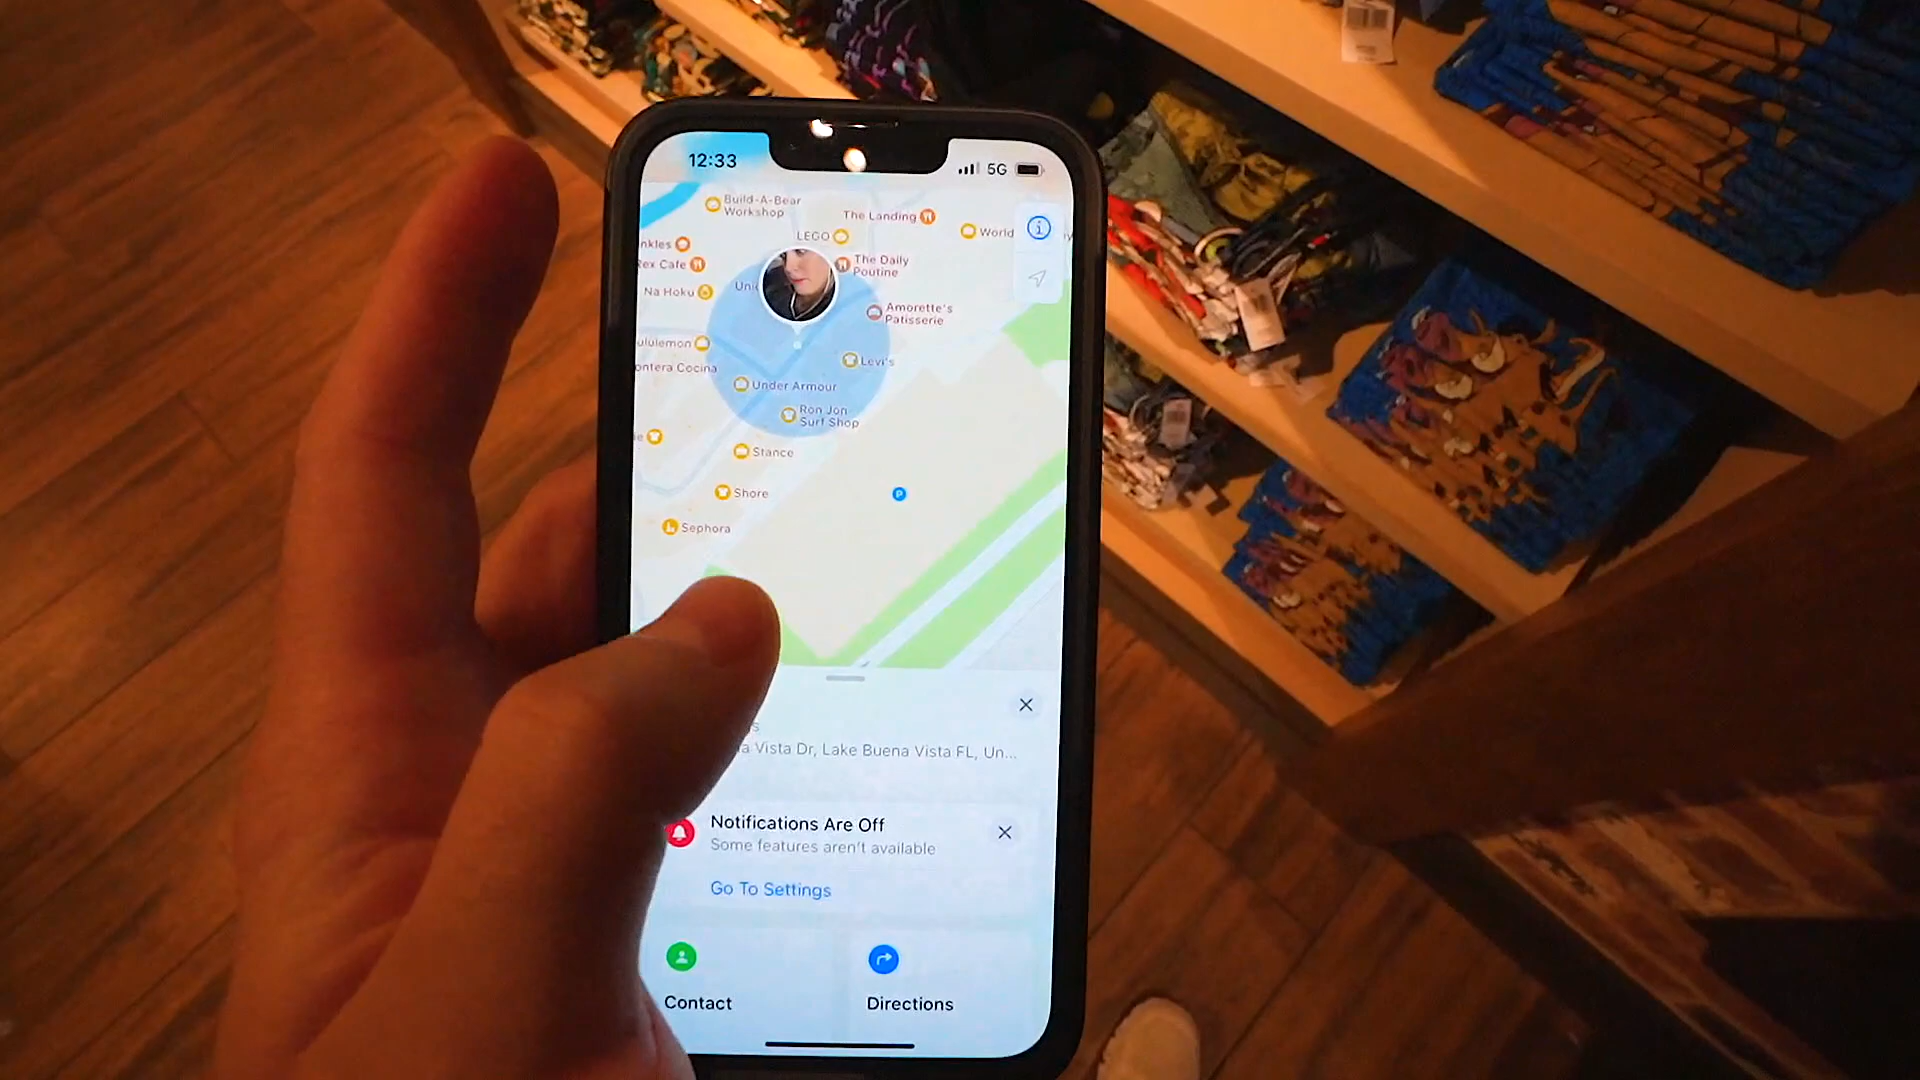 12:33
5G
Build-A-Bear
Workshop
The Landing
World
LEGO
nkles
The Daily
Poutine
Rex Cafe
Na Hoku
Uni
Amorette's
Patisserie
ululemon
Levi's
ontera Cocina
Under Armour
Ron Jon
Surf Shop
Stance
P
Shore
Sephora
a Vista Dr, Lake Buena Vista FL, Un...
Notifications Are Off
Some features aren't available
Go To Settings
Contact
Directions